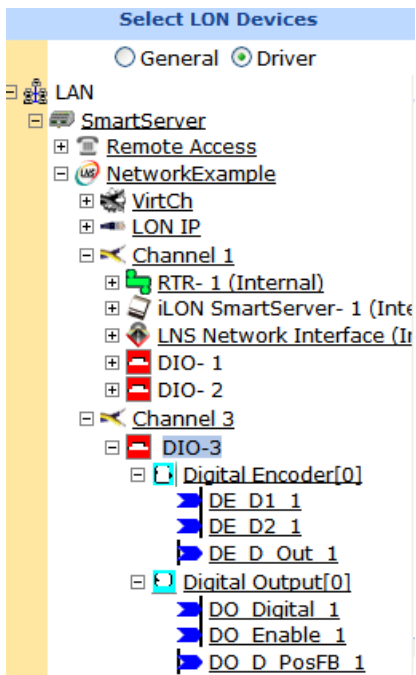 Select LON Devices
General Driver
LAN
SmartServer
Remote Access
NetworkExample
VirtCh
LON IP
Channel 1
RTR- 1 (Internal)
iLON SmartServer- 1 (Inte
LNS Network Interface (I
DIO- 1
DIO- 2
Channel 3
DIO-3
Digital Encoder[0]
DE_D1_1
DE_D2_1
DE_D_Out_1
Digital Output[0]
DO_Digital_1
DO_Enable_1
DO_D_PosFB_1